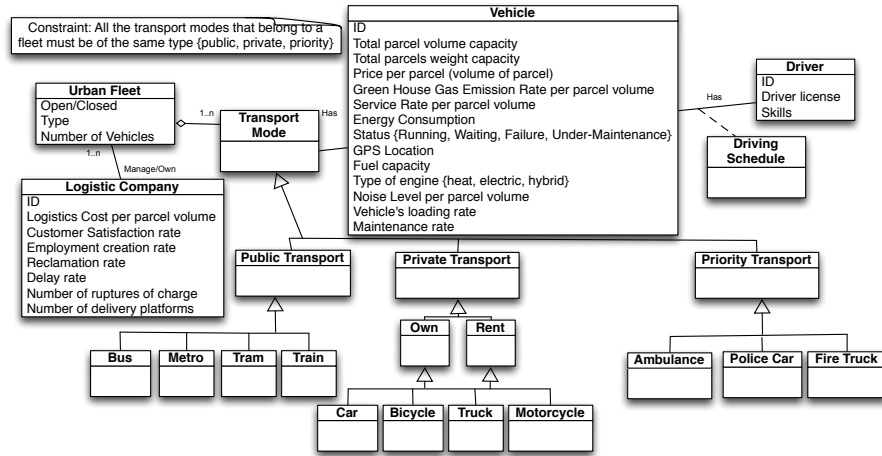 Constraint: All the transport modes that belong to a
fleet must be of the same type {public, private, priority}
Vehicle
ID
Total parcel volume capacity
Total parcels weight capacity
Price per parcel (volume of parcel)
Green House Gas Emission Rate per parcel volume
Service Rate per parcel volume
Energy Consumption
Status {Running, Waiting, Failure, Under-Maintenance}
GPS Location
Fuel capacity
Type of engine {heat, electric, hybrid}
Noise Level per parcel volume
Vehicle's loading rate
Maintenance rate
Urban Fleet
Open/Closed
Type
Number of Vehicles
1..n
Transport
Mode
Has
Has
Driver
ID
Driver license
Skills
Driving
Schedule
1..n
Manage/Own
Logistic Company
ID
Logistics Cost per parcel volume
Customer Satisfaction rate
Employment creation rate
Reclamation rate
Delay rate
Number of ruptures of charge
Number of delivery platforms
Public Transport
Private Transport
Priority Transport
Own
Rent
Bus
Metro
Tram
Train
Ambulance
Police Car
Fire Truck
Car
Bicycle
Truck
Motorcycle